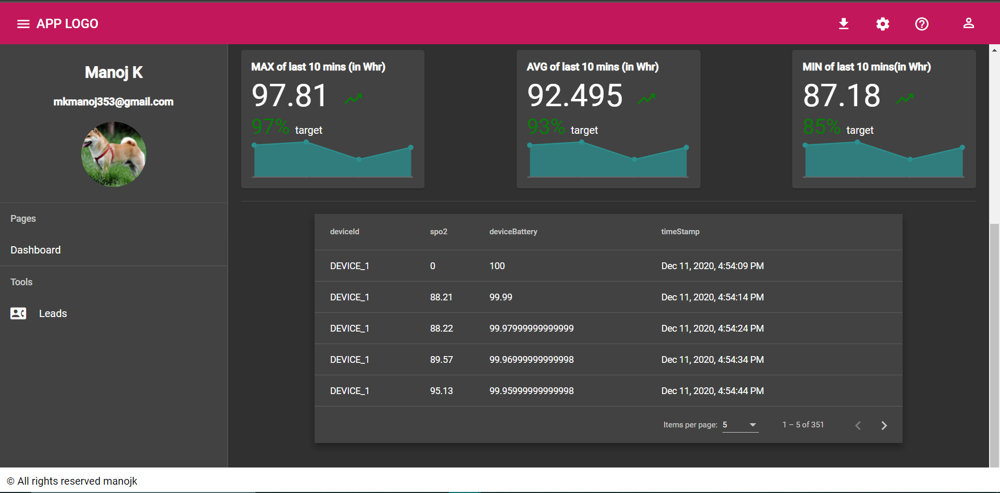 APP LOGO
Manoj K
mkmanoj353@gmail.com
Pages
Dashboard
Tools
Leads
MAX of last 10 mins (in Whr)
97.81
97% target
AVG of last 10 mins (in Whr)
92.495
93% target
MIN of last 10 mins(in Whr)
87.18
85% target
deviceId spo2 deviceBattery timeStamp
DEVICE_1 0 100 Dec 11, 2020, 4:54:09 PM
DEVICE_1 88.21 99.99 Dec 11, 2020, 4:54:14 PM
DEVICE_1 88.22 99.97999999999999 Dec 11, 2020, 4:54:24 PM
DEVICE_1 89.57 99.96999999999998 Dec 11, 2020, 4:54:34 PM
DEVICE_1 95.13 99.95999999999998 Dec 11, 2020, 4:54:44 PM
Items per page: 5 1 – 5 of 351
© All rights reserved manojk